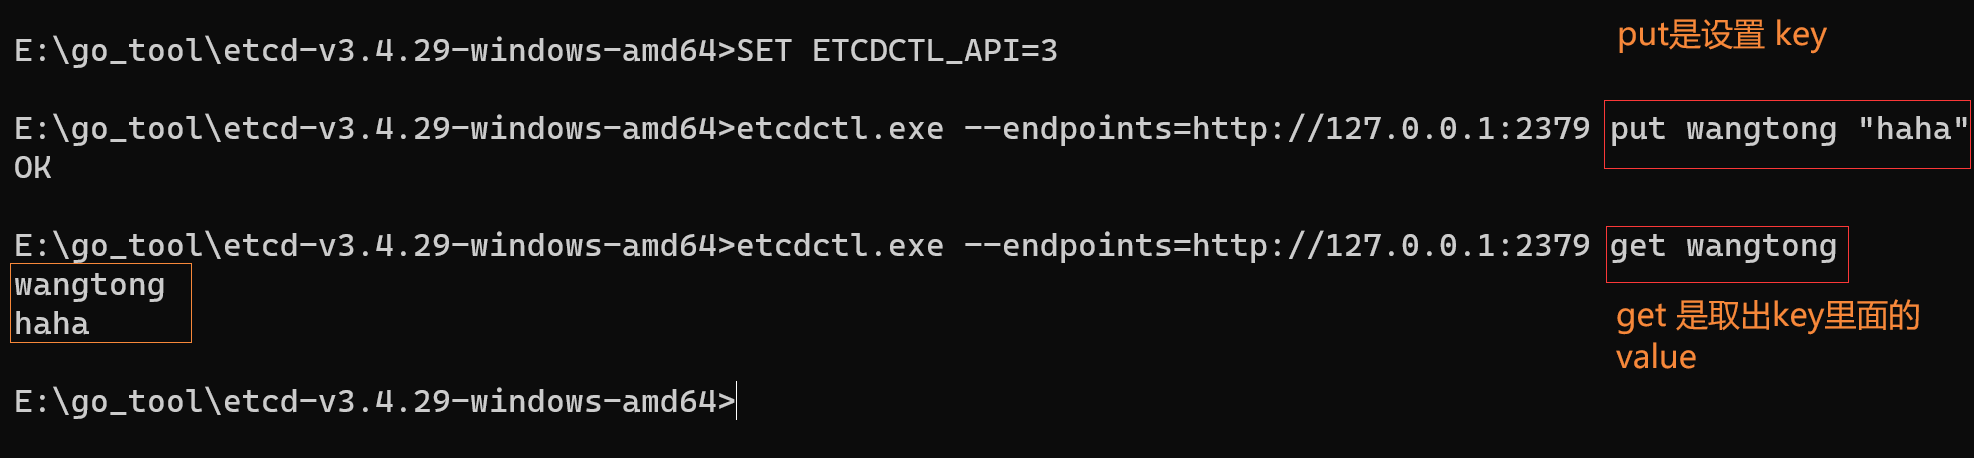 put是设置 key
E:\go_tool\etcd-v3.4.29-windows-amd64>SET ETCDCTL_API=3
E:\go_tool\etcd-v3.4.29-windows-amd64>etcdctl.exe --endpoints=http://127.0.0.1:2379 put wangtong "haha"
OK
E:\go_tool\etcd-v3.4.29-windows-amd64>etcdctl.exe --endpoints=http://127.0.0.1:2379 get wangtong
wangtong
haha
get 是取出key里面的
value
E:\go_tool\etcd-v3.4.29-windows-amd64>